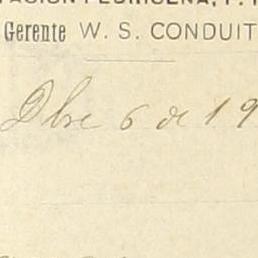 Gerente W. S. CONDUIT
Dbre 6 de 19